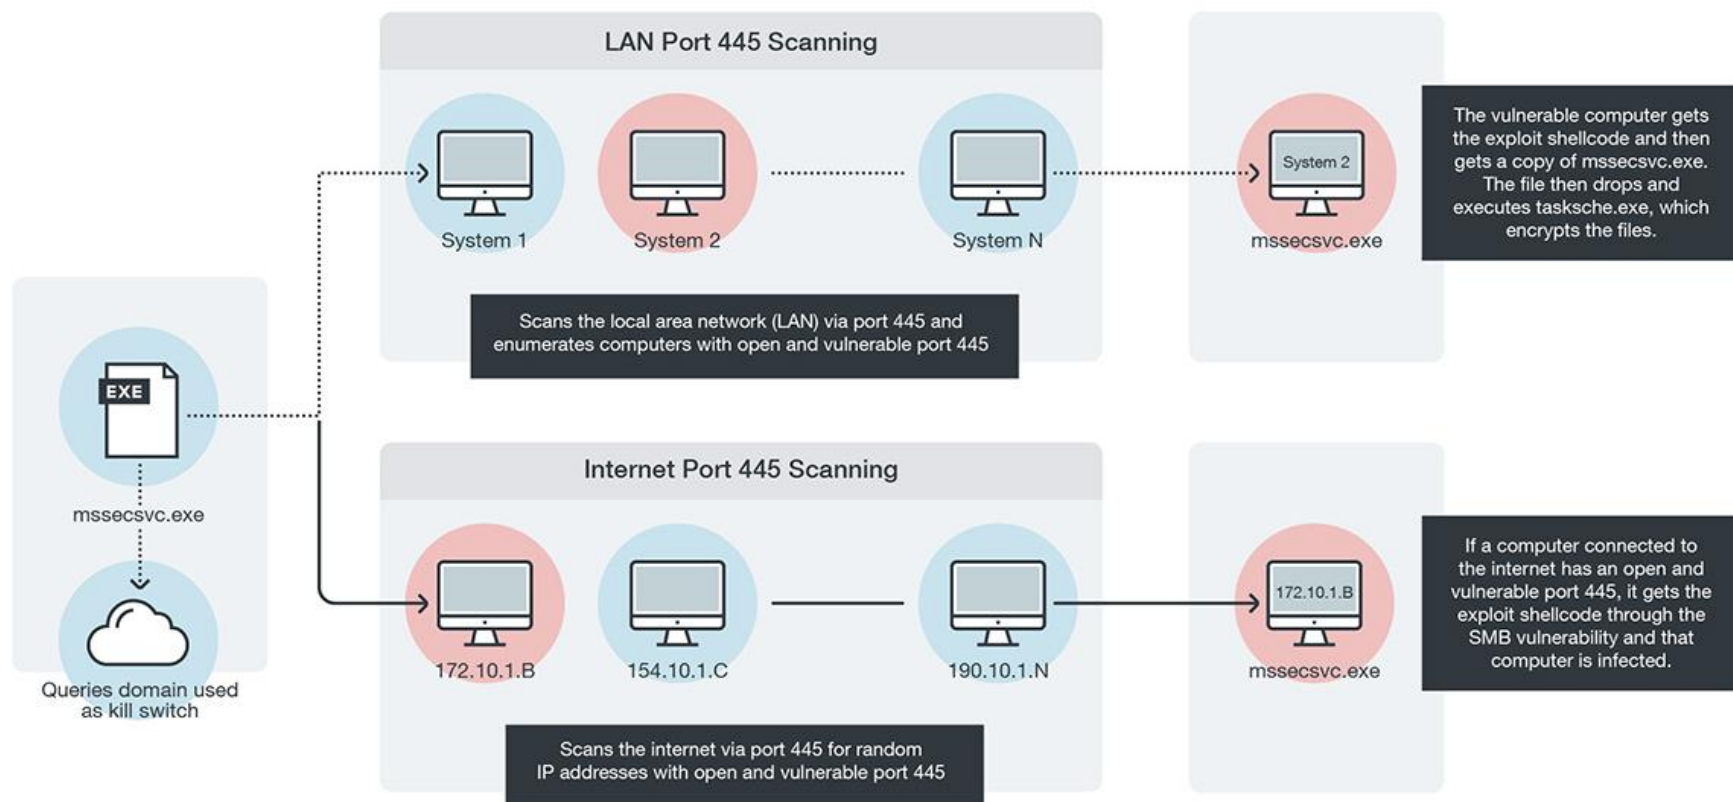 LAN Port 445 Scanning
System 1
System 2
System N
Scans the local area network (LAN) via port 445 and
enumerates computers with open and vulnerable port 445
System 2
mssecsvc.exe
The vulnerable computer gets
the exploit shellcode and then
gets a copy of mssecsvc.exe.
The file then drops and
executes tasksche.exe, which
encrypts the files.
EXE
mssecsvc.exe
Queries domain used
as kill switch
Internet Port 445 Scanning
172.10.1.B
154.10.1.C
190.10.1.N
Scans the internet via port 445 for random
IP addresses with open and vulnerable port 445
172.10.1.B
mssecsvc.exe
If a computer connected to
the internet has an open and
vulnerable port 445, it gets the
exploit shellcode through the
SMB vulnerability and that
computer is infected.